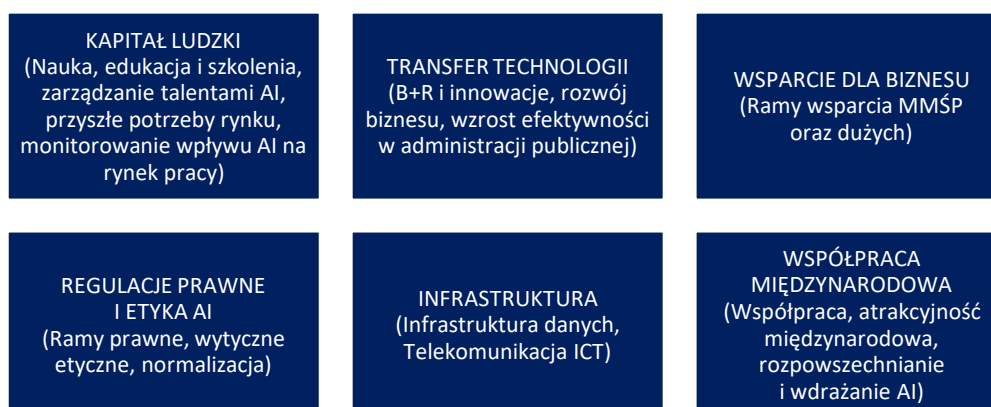 KAPITAŁ LUDZKI
(Nauka, edukacja i szkolenia,
zarządzanie talentami AI,
przyszłe potrzeby rynku,
monitorowanie wpływu AI na
rynek pracy)
TRANSFER TECHNOLOGII
(B+R i innowacje, rozwój
biznesu, wzrost efektywności
w administracji publicznej)
WSPARCIE DLA BIZNESU
(Ramy wsparcia MMŚP
oraz dużych)
REGULACJE PRAWNE
I ETYKA AI
(Ramy prawne, wytyczne
etyczne, normalizacja)
INFRASTRUKTURA
(Infrastruktura danych,
Telekomunikacja ICT)
WSPÓŁPRACA
MIĘDZYNARODOWA
(Współpraca, atrakcyjność
międzynarodowa,
rozpowszechnianie
i wdrażanie AI)